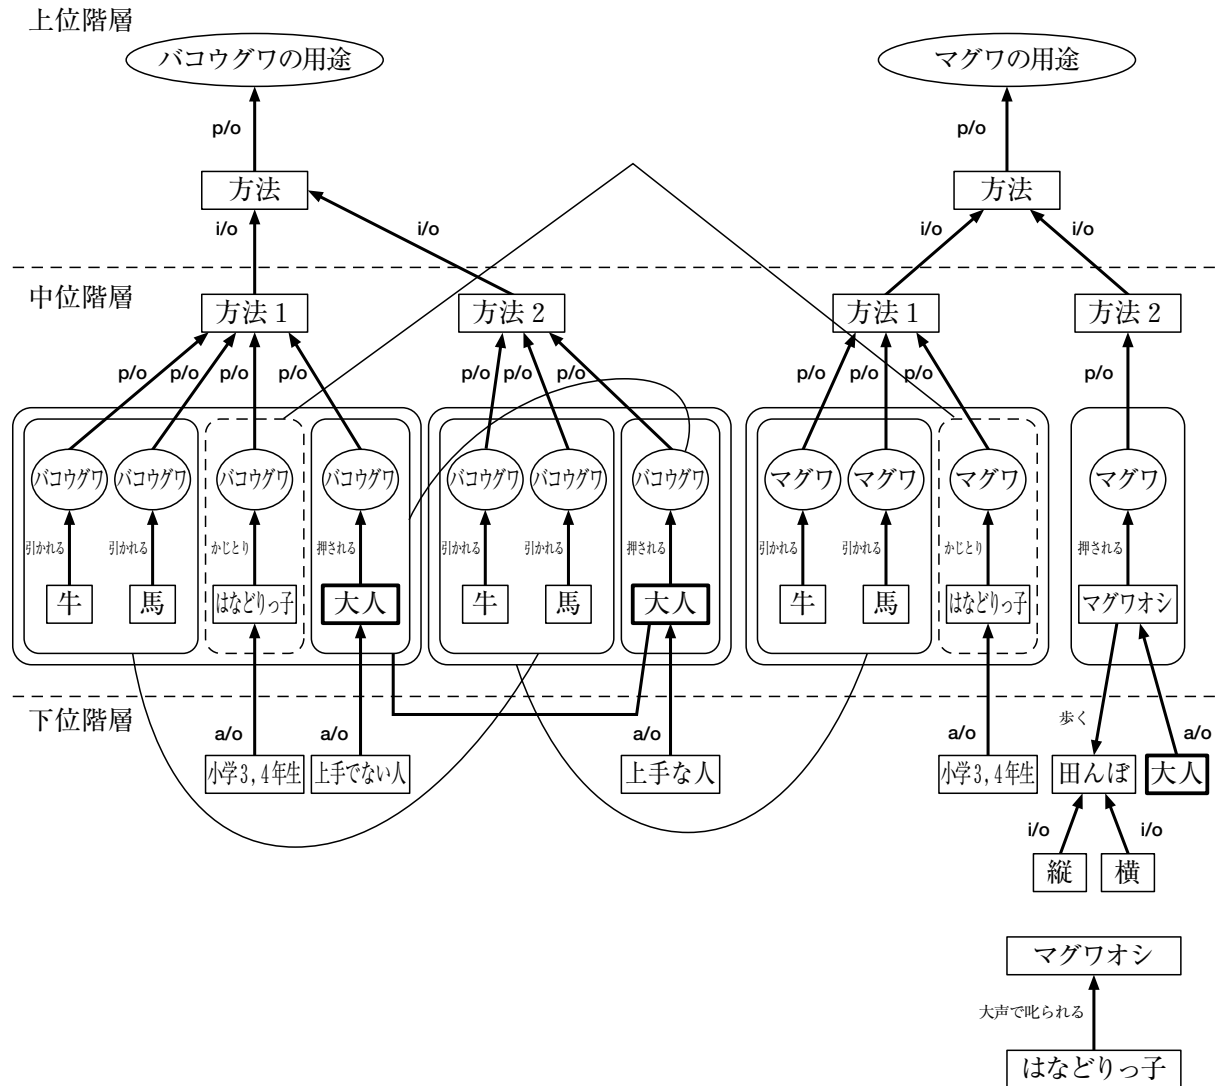 上位階層
バコウグワの用途
マグワの用途
p/o
p/o
方法
方法
i/o
i/o
i/o
i/o
中位階層
方法1
方法2
方法1
方法2
p/o
p/o
p/o
p/o
p/o
p/o
p/o
p/o
p/o
p/o
p/o
バコウグワ
バコウグワ
バコウグワ
バコウグワ
バコウグワ
バコウグワ
バコウグワ
マグワ
マグワ
マグワ
マグワ
引かれる
引かれる
かじとり
押される
引かれる
引かれる
押される
引かれる
引かれる
かじとり
押される
牛
馬
はなどりっ子
大人
牛
馬
大人
牛
馬
はなどりっ子
マグワオシ
下位階層
歩く
a/o
a/o
a/o
a/o
a/o
小学3,4年生
上手でない人
上手な人
小学3,4年生
田んぼ
大人
i/o
i/o
縦
横
マグワオシ
大声で叱られる
はなどりっ子